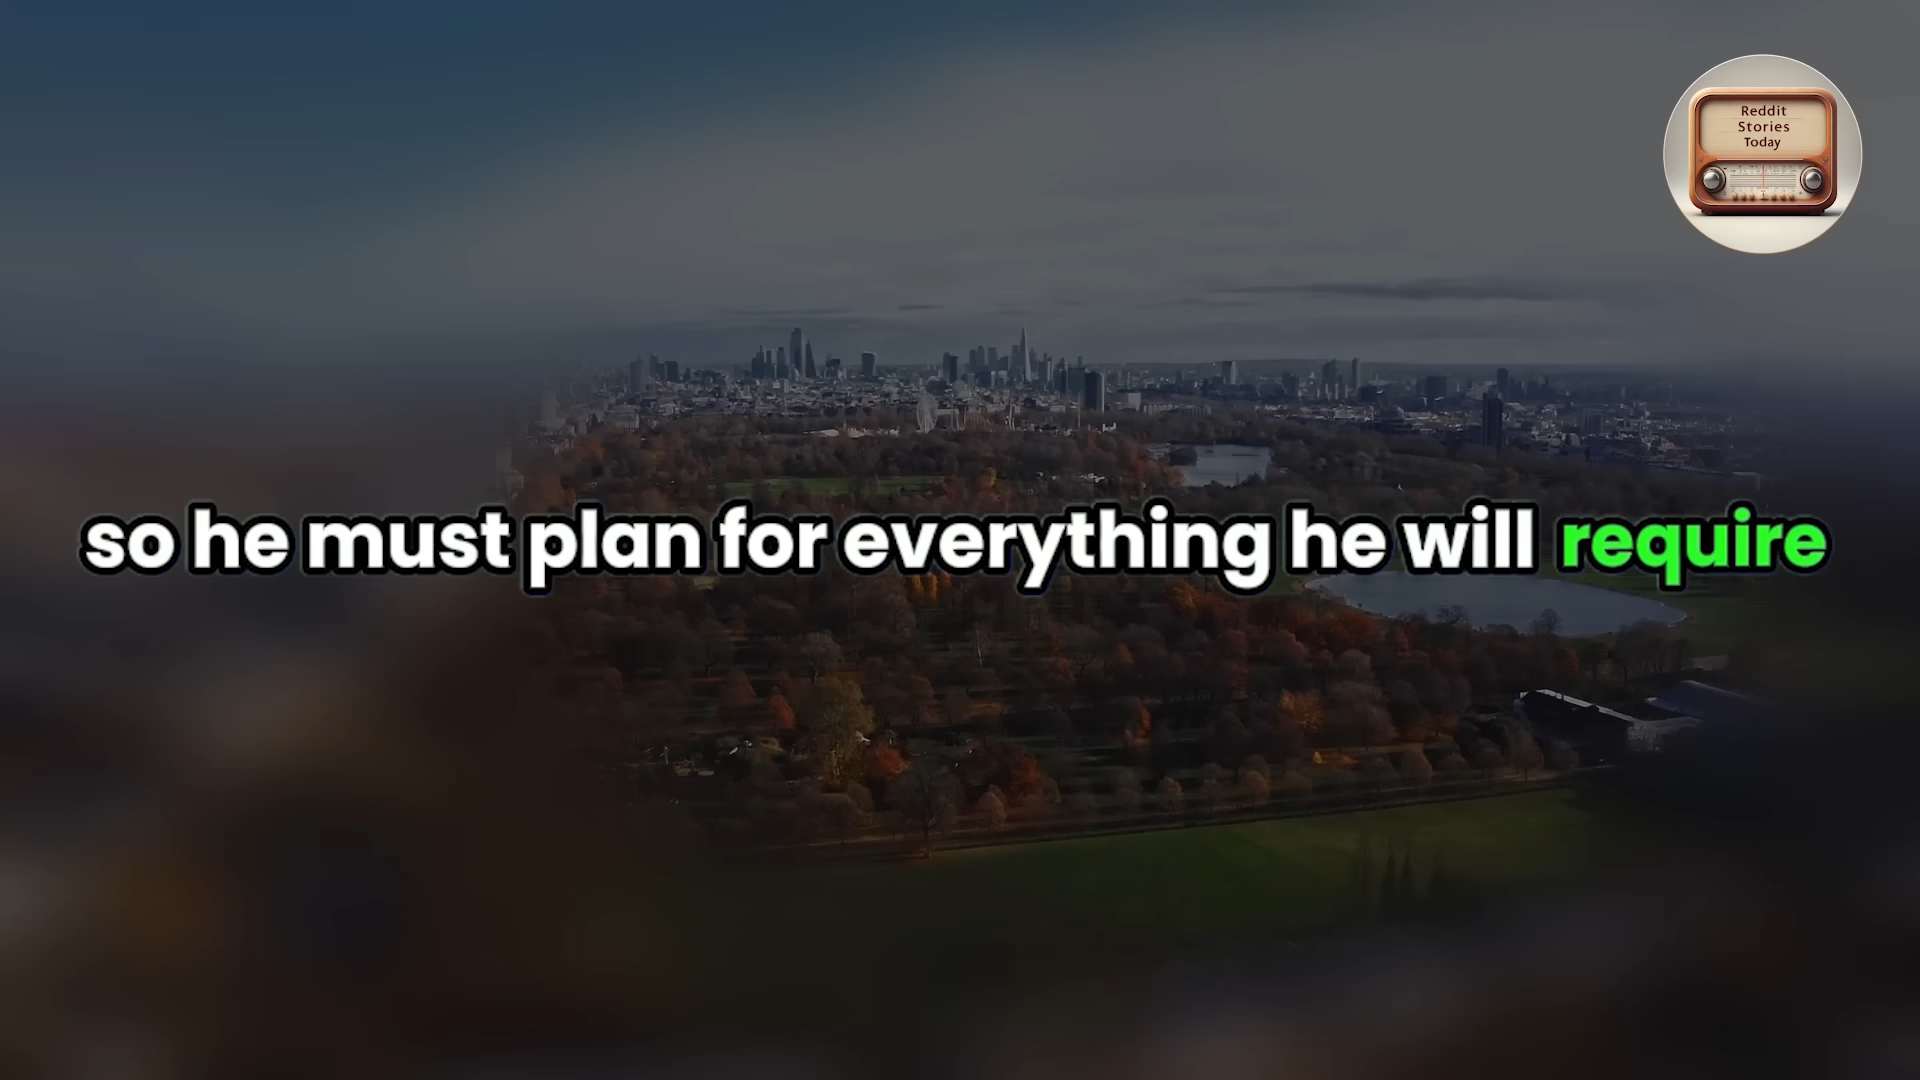 Reddit
Stories
Today
so he must plan for everything he will require